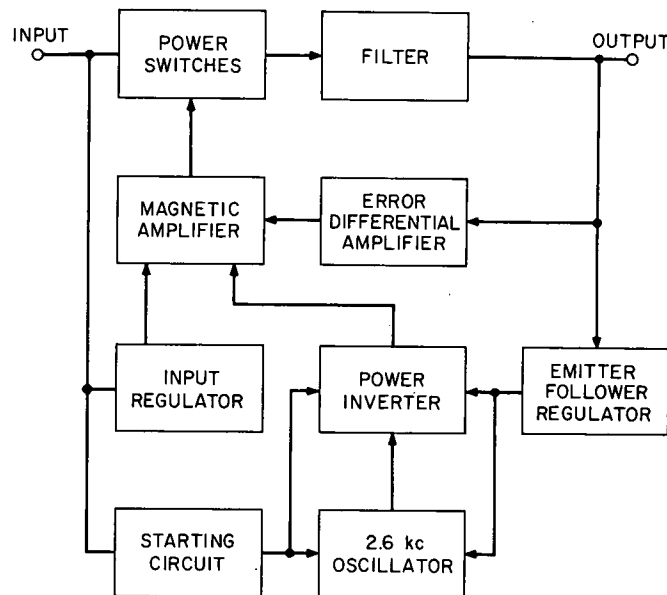 INPUT
POWER
SWITCHES
FILTER
OUTPUT
MAGNETIC
AMPLIFIER
ERROR
DIFFERENTIAL
AMPLIFIER
INPUT
REGULATOR
POWER
INVERTER
EMITTER
FOLLOWER
REGULATOR
STARTING
CIRCUIT
2.6 kc
OSCILLATOR